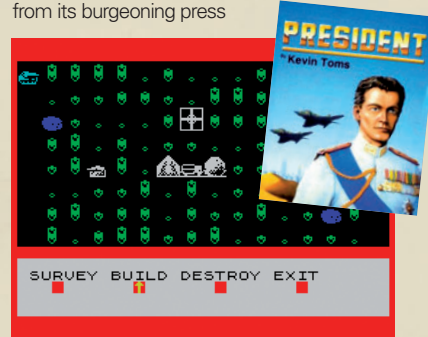 from its burgeoning press
PRESIDENT
by Kevin Toms
SURVEY BUILD DESTROY EXIT